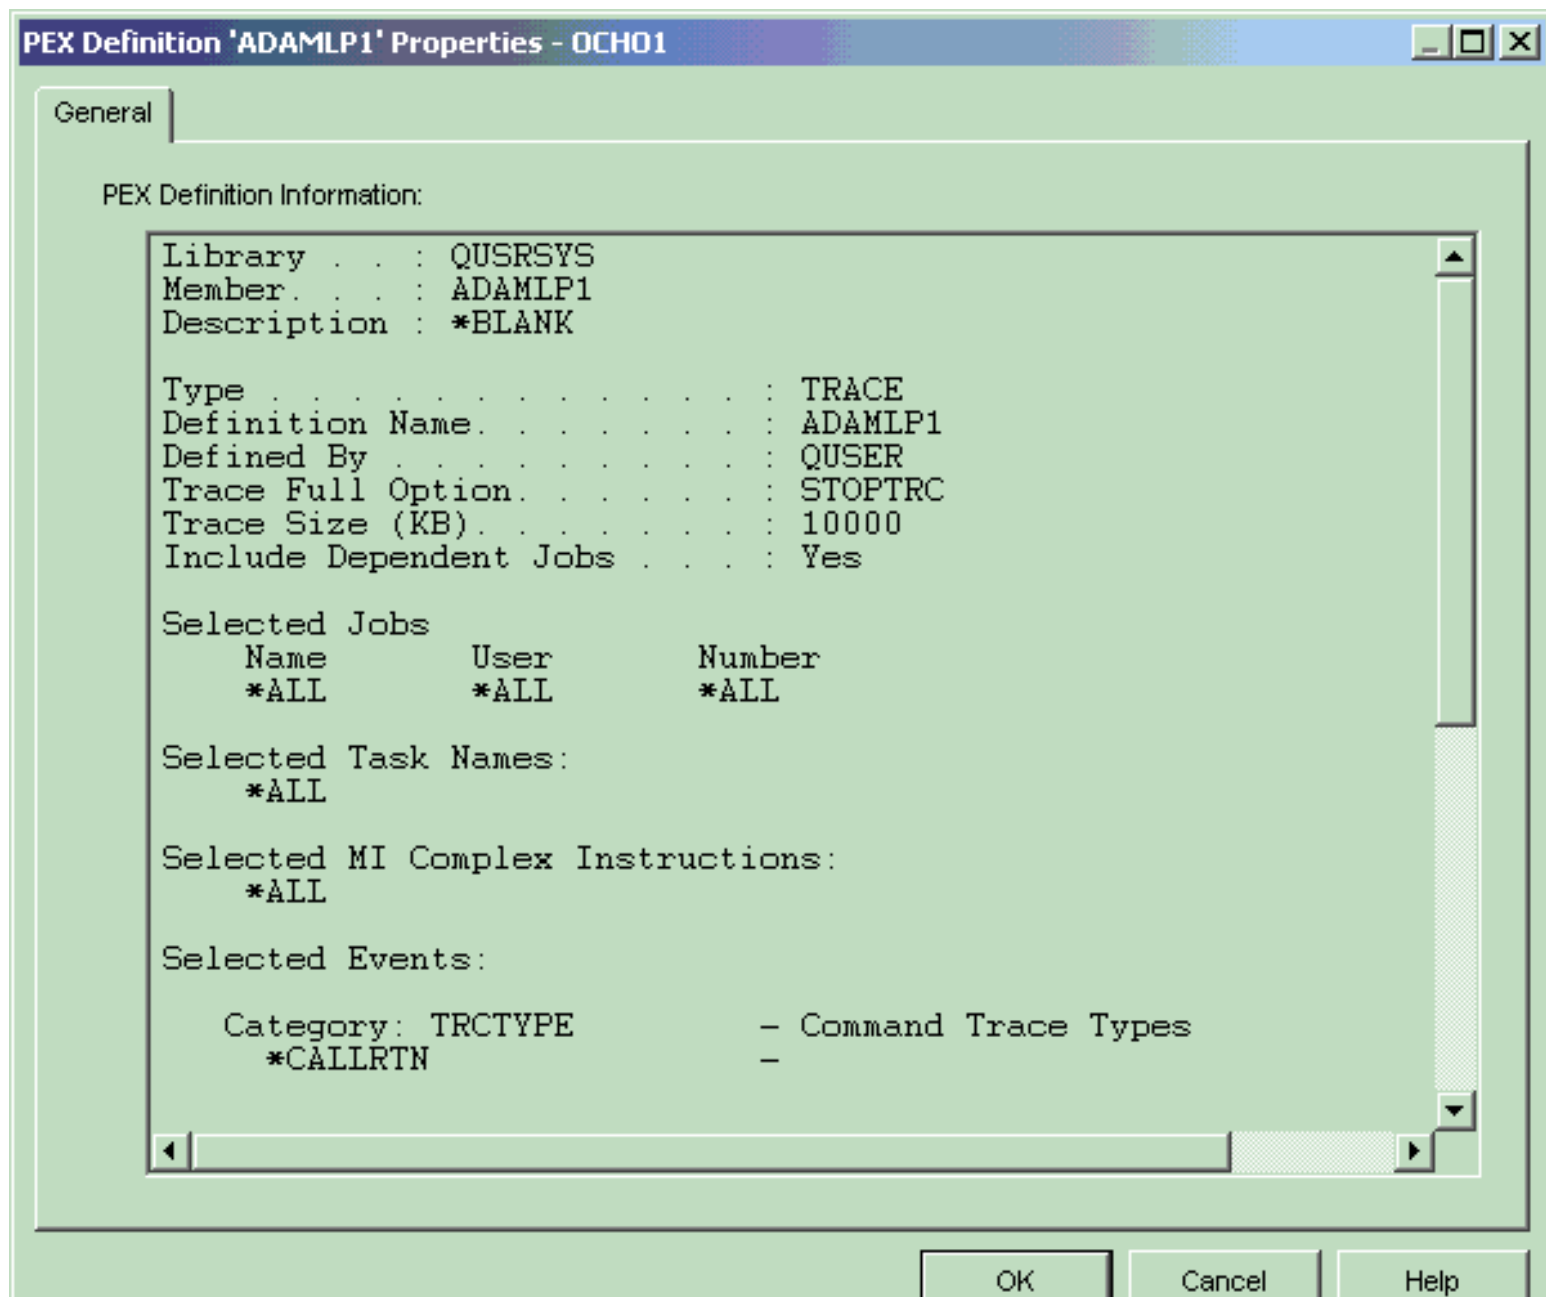 PEX Definition 'ADAMLP1' Properties - OCHO1
General
PEX Definition Information:
Library . . : QUSRSYS
Member. . . : ADAMLP1
Description : *BLANK
Type . . . . . . . . . . . . : TRACE
Definition Name. . . . . . . : ADAMLP1
Defined By . . . . . . . . . : QUSER
Trace Full Option. . . . . . : STOPTRC
Trace Size (KB). . . . . . . : 10000
Include Dependent Jobs . . . : Yes
Selected Jobs
Name User Number
*ALL *ALL *ALL
Selected Task Names:
*ALL
Selected MI Complex Instructions:
*ALL
Selected Events:
Category: TRCTYPE - Command Trace Types
*CALLRTN -
OK Cancel Help